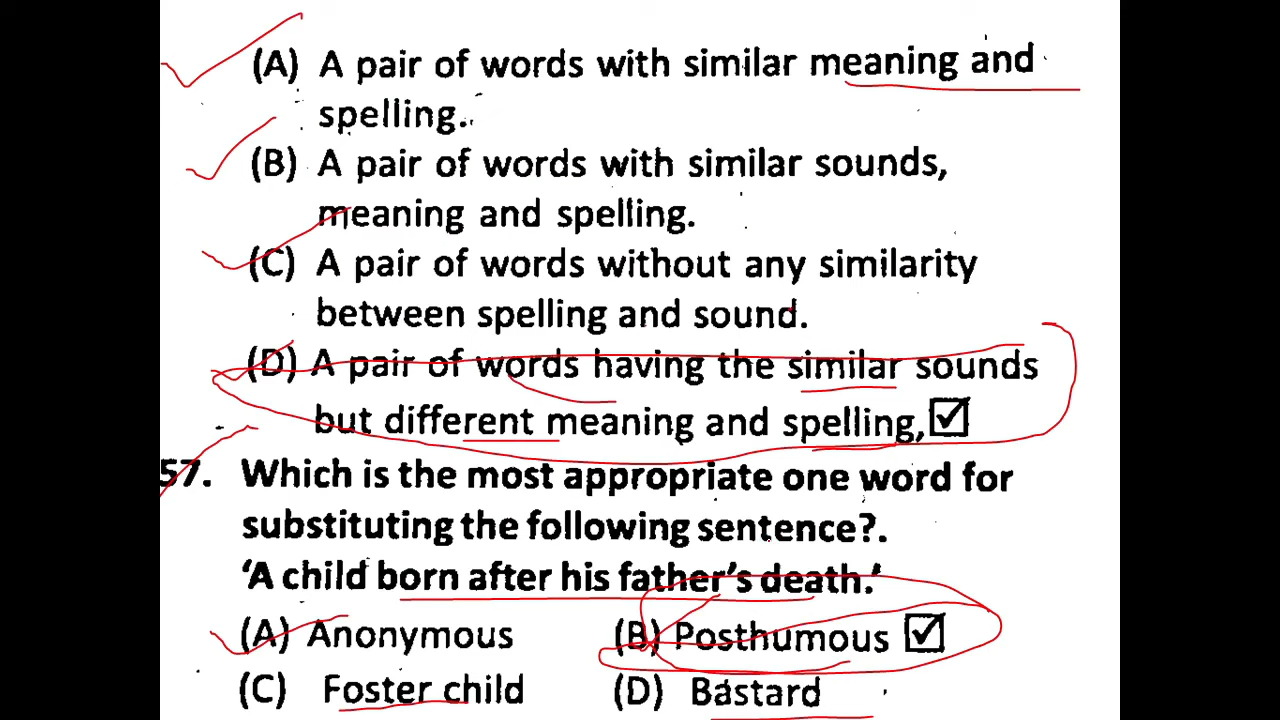 (A) A pair of words with similar meaning and
spelling.
(B) A pair of words with similar sounds,
meaning and spelling.
(C) A pair of words without any similarity
between spelling and sound.
(D) A pair of words having the similar sounds
but different meaning and spelling, ☑
57. Which is the most appropriate one word for
substituting the following sentence?.
‘A child born after his father’s death.’
(A) Anonymous (B) Posthumous ☑
(C) Foster child (D) Bastard